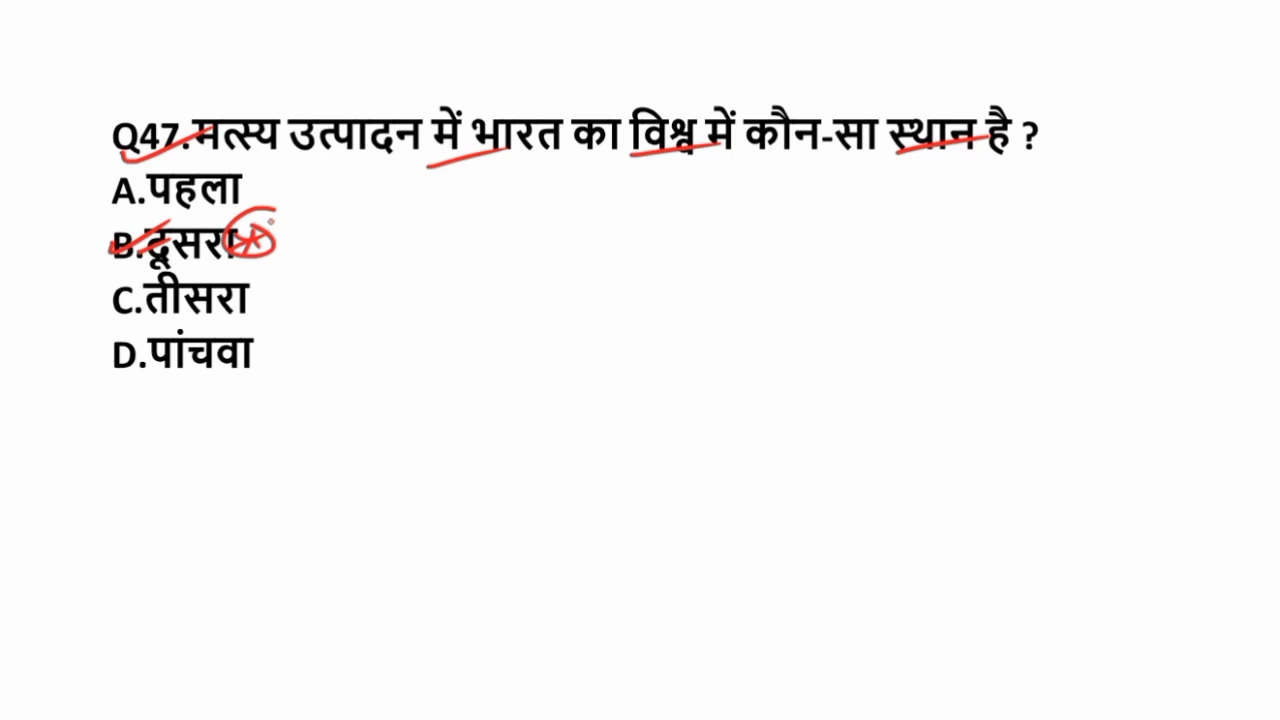 Q47.मत्स्य उत्पादन में भारत का विश्व में कौन-सा स्थान है ?
A.पहला
B.दूसरा
C.तीसरा
D.पांचवा